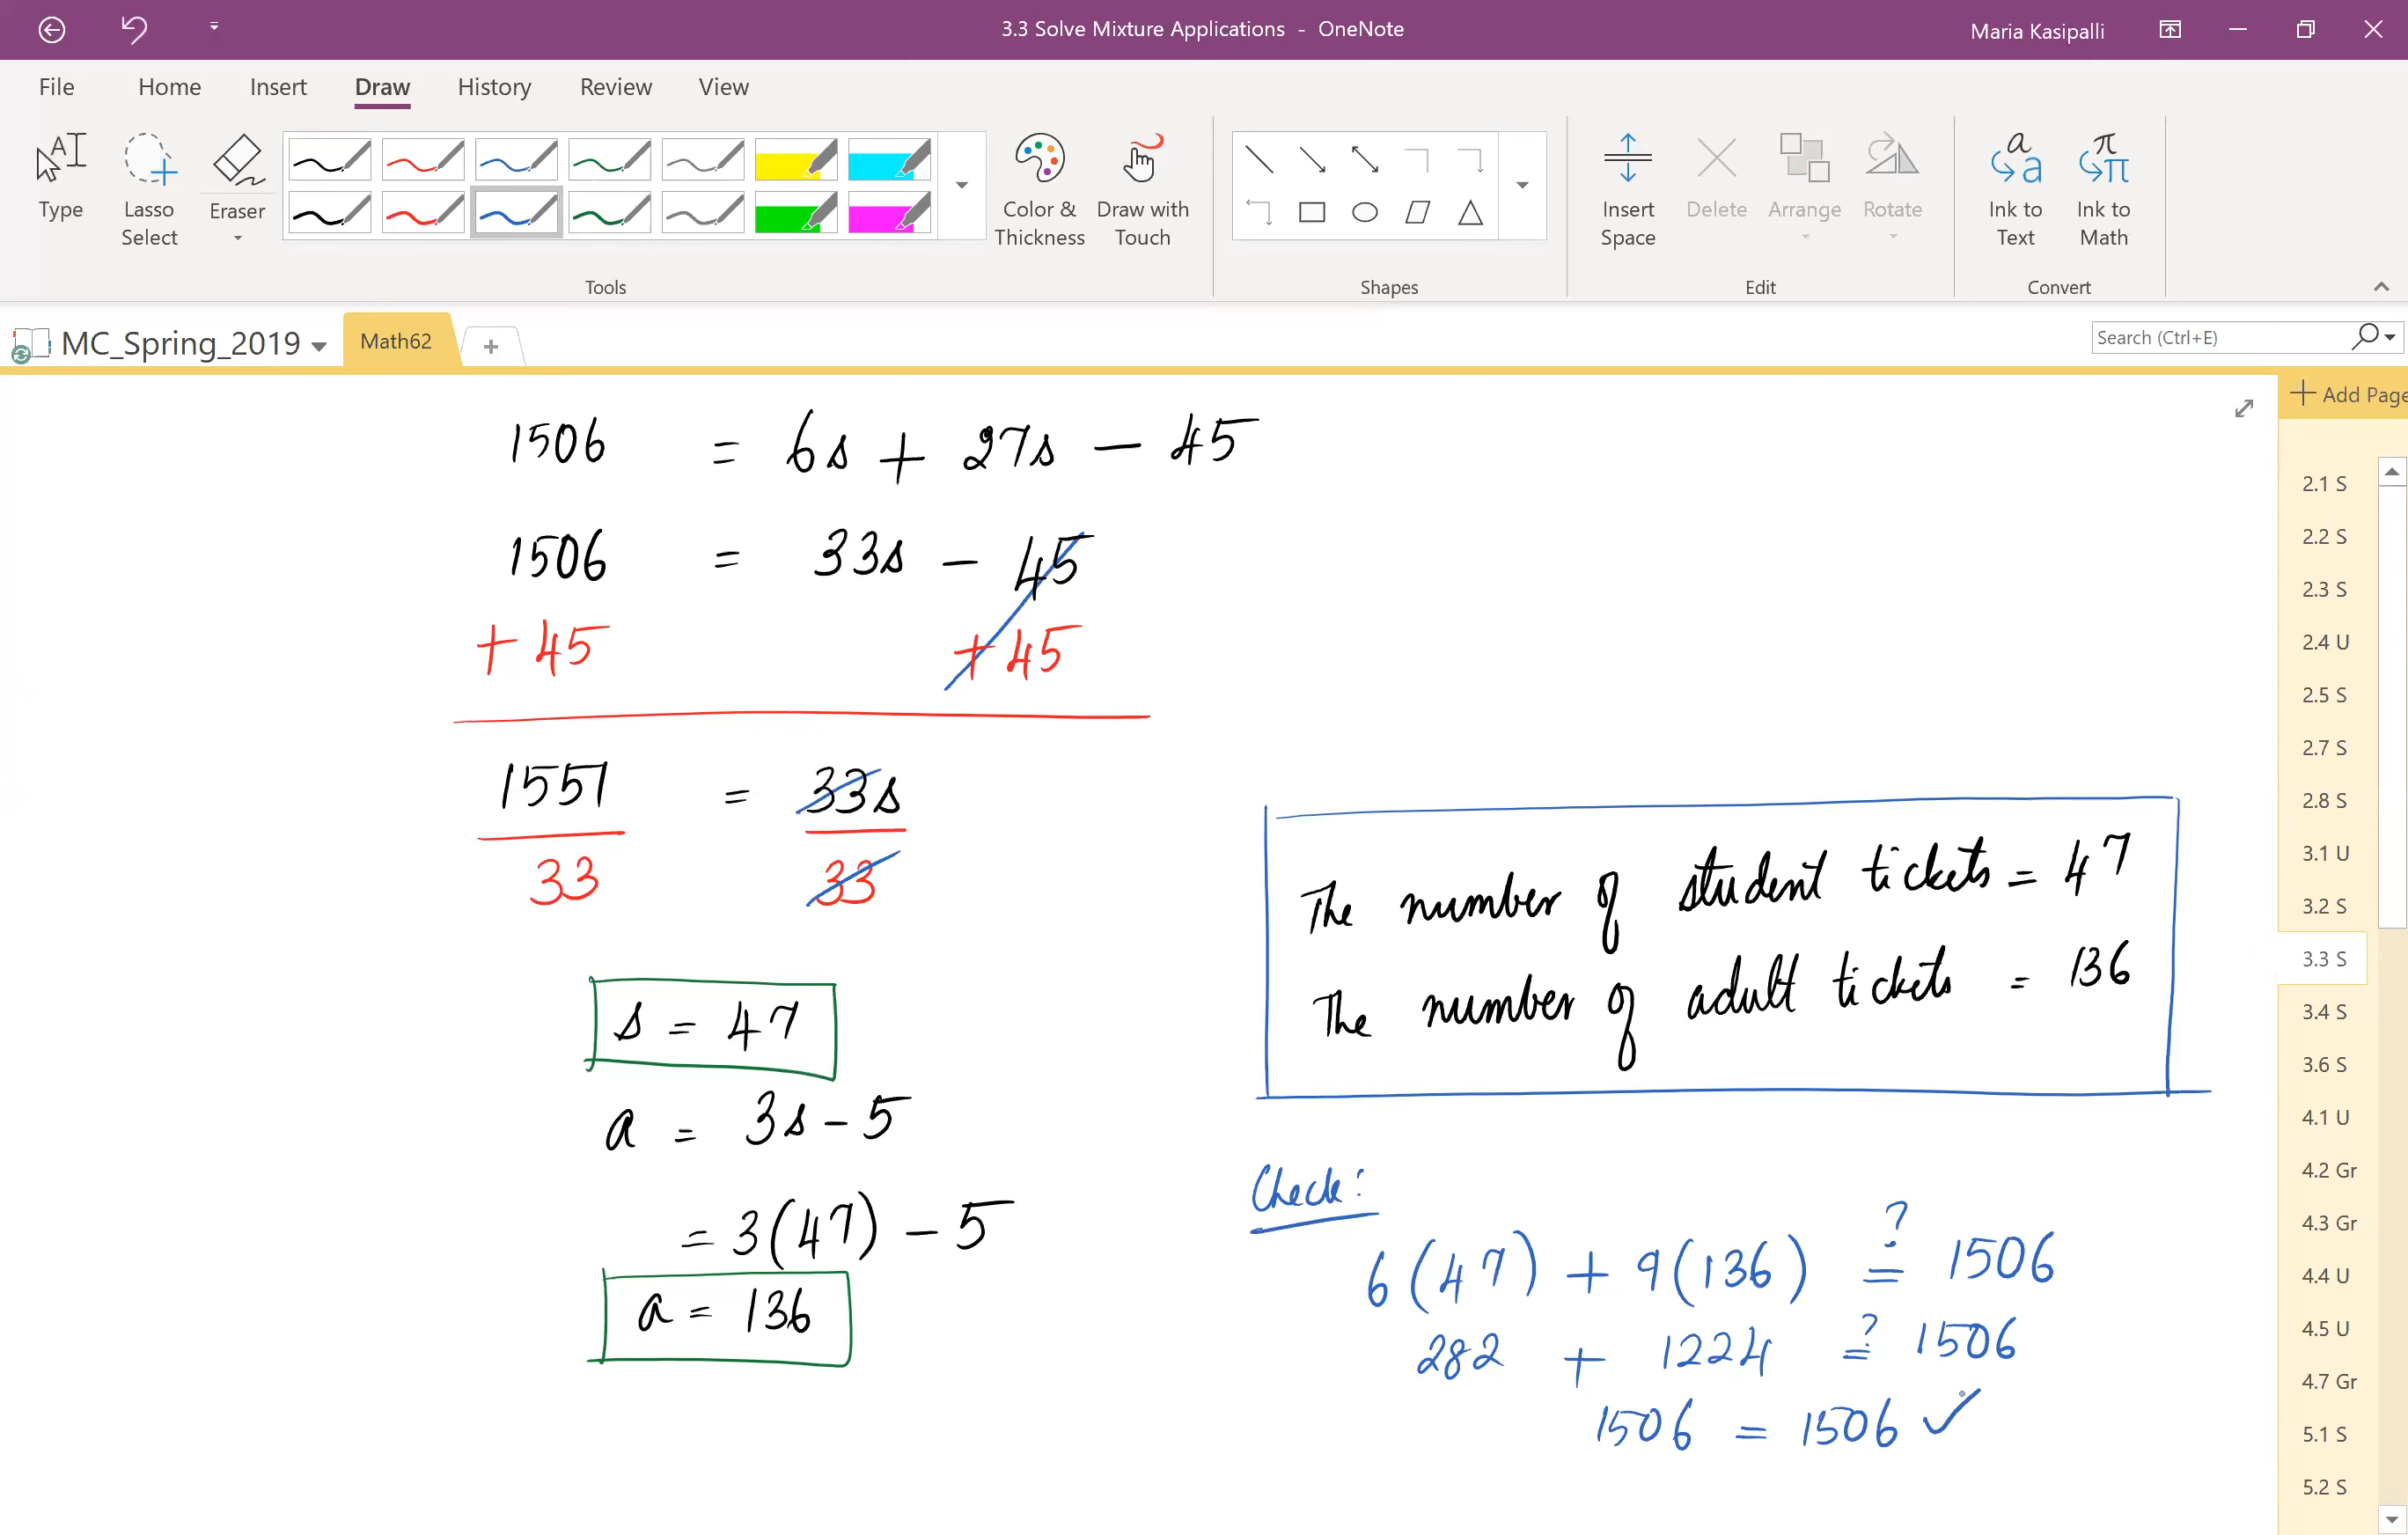 3.3 Solve Mixture Applications - OneNote
Maria Kasipalli
File Home Insert Draw History Review View
Type
Lasso Select
Eraser
Color & Thickness
Draw with Touch
Insert Space
Delete
Arrange
Rotate
Ink to Text
Ink to Math
Tools
Shapes
Edit
Convert
MC_Spring_2019
Math62
Search (Ctrl+E)
Add Page
1506 = 6s + 27s - 45
1506 = 33s - 45
+ 45 + 45
1551 = 33s
33 33
s = 47
a = 3s - 5
= 3(47) - 5
a = 136
The number of student tickets = 47
The number of adult tickets = 136
Check:
6(47) + 9(136) ?= 1506
282 + 1224 ?= 1506
1506 = 1506 ✓
2.1 S
2.2 S
2.3 S
2.4 U
2.5 S
2.7 S
2.8 S
3.1 U
3.2 S
3.3 S
3.4 S
3.6 S
4.1 U
4.2 Gr
4.3 Gr
4.4 U
4.5 U
4.7 Gr
5.1 S
5.2 S